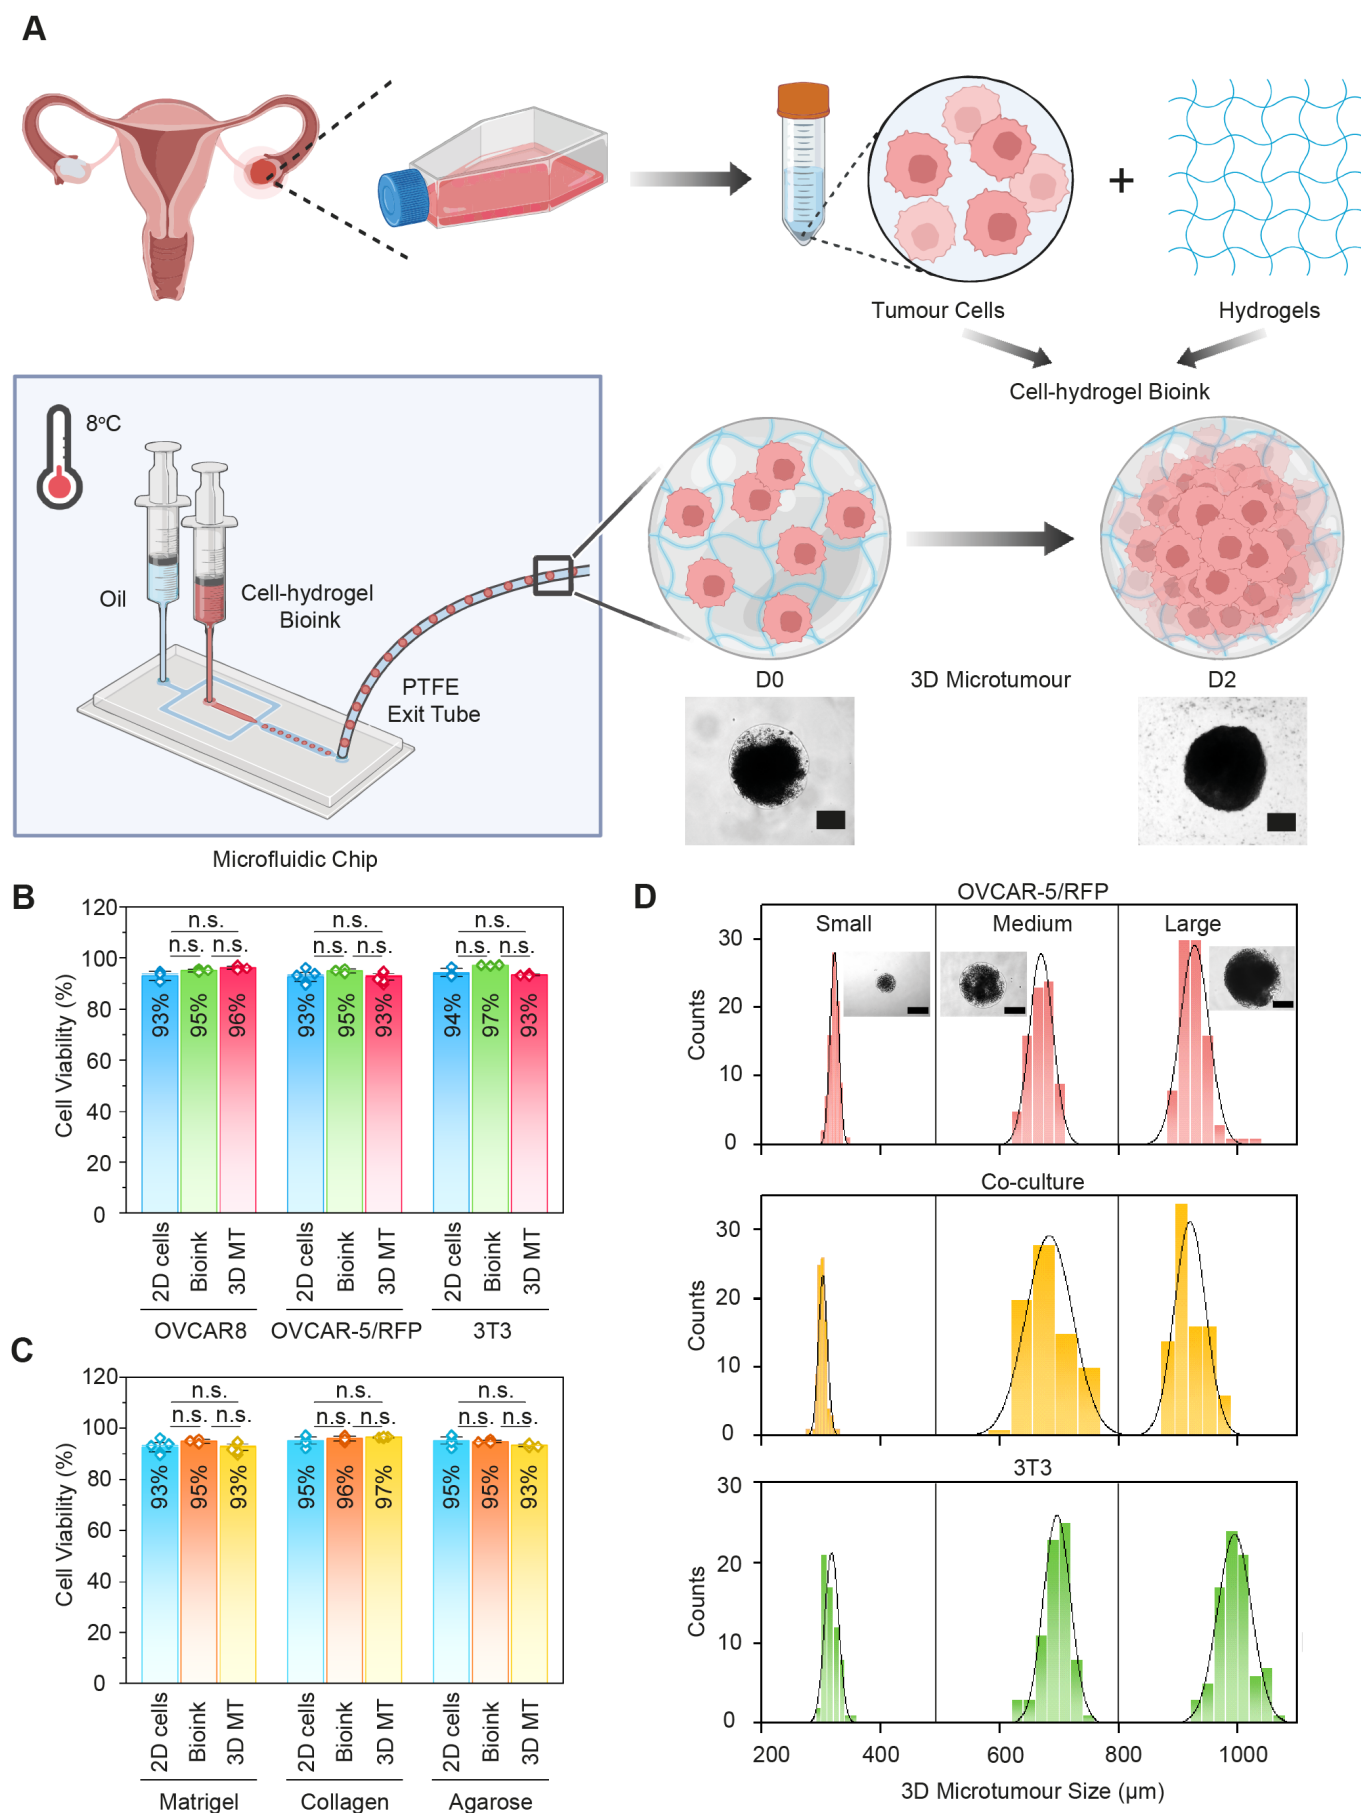 A
Tumour Cells
+
Hydrogels
Cell-hydrogel Bioink
8°C
Oil
Cell-hydrogel
Bioink
PTFE
Exit Tube
D0
3D Microtumour
D2
Microfluidic Chip
B
Cell Viability (%)
120
100
80
60
40
20
0
n.s.
n.s. n.s.
n.s.
n.s. n.s.
n.s.
n.s. n.s.
93%
95%
96%
93%
95%
93%
94%
97%
93%
2D cells
Bioink
3D MT
2D cells
Bioink
3D MT
2D cells
Bioink
3D MT
OVCAR8
OVCAR-5/RFP
3T3
C
Cell Viability (%)
120
100
80
60
40
20
0
n.s.
n.s. n.s.
n.s.
n.s. n.s.
n.s.
n.s. n.s.
93%
95%
93%
95%
96%
97%
95%
95%
93%
2D cells
Bioink
3D MT
2D cells
Bioink
3D MT
2D cells
Bioink
3D MT
Matrigel
Collagen
Agarose
D
OVCAR-5/RFP
Small
Medium
Large
Counts
30
20
10
0
Co-culture
Counts
30
20
10
0
3T3
Counts
30
20
10
0
200
400
600
800
1000
3D Microtumour Size (µm)